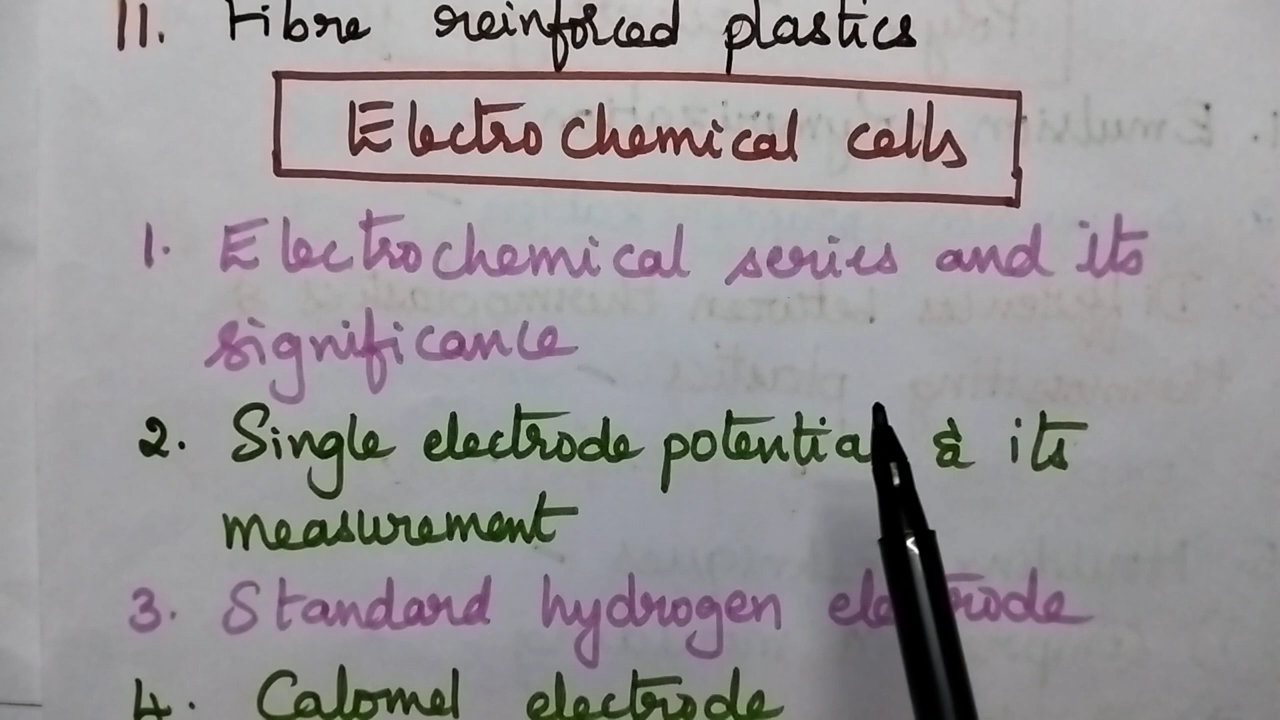 11. Fibre reinforced plastics
Electrochemical cells
1. Electrochemical series and its
significance
2. Single electrode potential & its
measurement
3. Standard hydrogen electrode
4. Calomel electrode